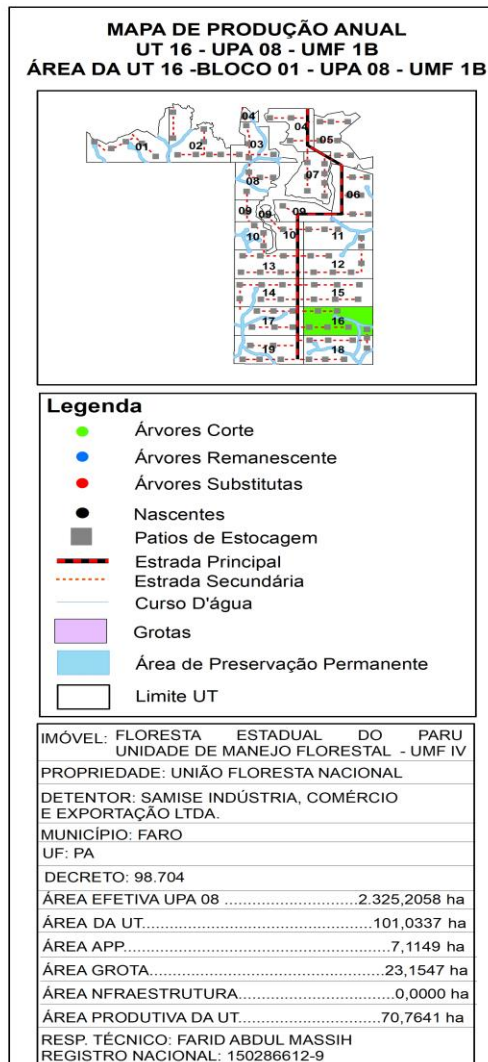 MAPA DE PRODUÇÃO ANUAL
UT 16 - UPA 08 - UMF 1B
ÁREA DA UT 16 -BLOCO 01 - UPA 08 - UMF 1B
04
04
01
02
03
05
07
08
06
09
09
09
10
10
11
13
12
14
15
17
16
19
18
Legenda
Árvores Corte
Árvores Remanescente
Árvores Substitutas
Nascentes
Patios de Estocagem
Estrada Principal
Estrada Secundária
Curso D'água
Grotas
Área de Preservação Permanente
Limite UT
IMÓVEL: FLORESTA ESTADUAL DO PARU
UNIDADE DE MANEJO FLORESTAL - UMF IV
PROPRIEDADE: UNIÃO FLORESTA NACIONAL
DETENTOR: SAMISE INDÚSTRIA, COMÉRCIO
E EXPORTAÇÃO LTDA.
MUNICÍPIO: FARO
UF: PA
DECRETO: 98.704
ÁREA EFETIVA UPA 08 ......................2.325,2058 ha
ÁREA DA UT......................................101,0337 ha
ÁREA APP............................................7,1149 ha
ÁREA GROTA......................................23,1547 ha
ÁREA NFRAESTRUTURA.....................0,0000 ha
ÁREA PRODUTIVA DA UT...................70,7641 ha
RESP. TÉCNICO: FARID ABDUL MASSIH
REGISTRO NACIONAL: 150286612-9